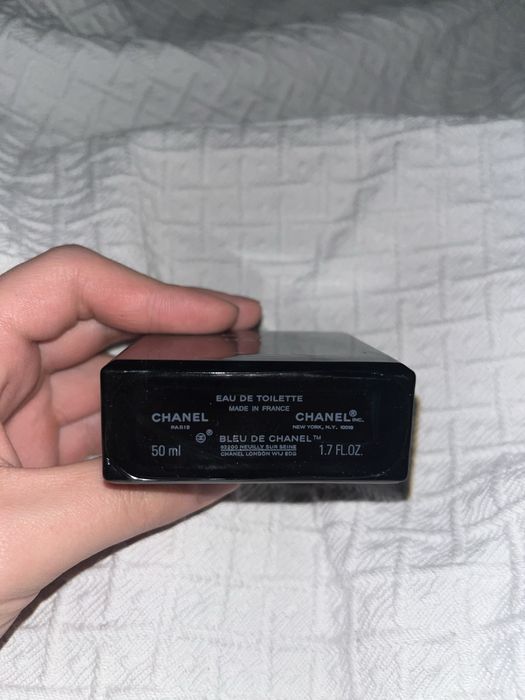 EAU DE TOILETTE
MADE IN FRANCE
CHANEL CHANEL® INC.
PARIS NEW YORK, N.Y. 10019
BLEU DE CHANEL™
50 ml 92200 NEUILLY SUR SEINE 1.7 FL.OZ.
CHANEL LONDON W1J 6DG